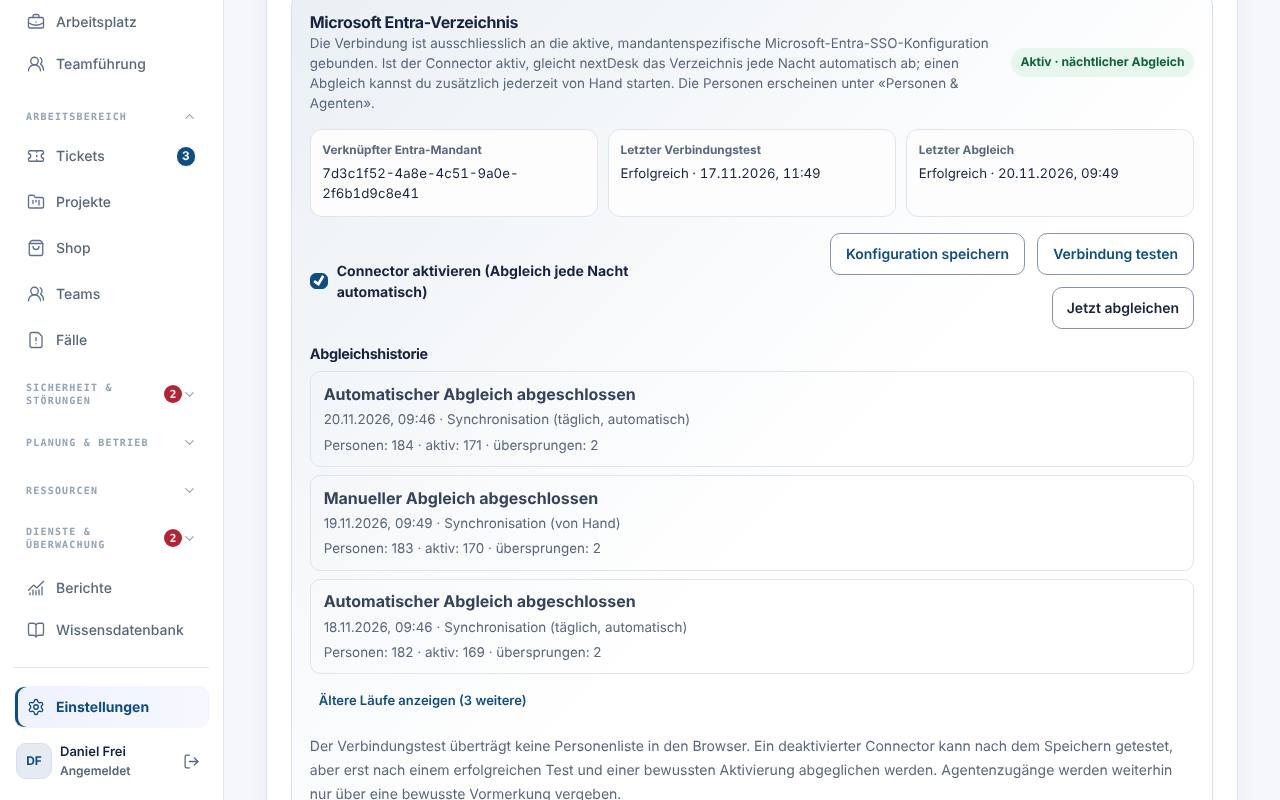 Arbeitsplatz
Teamführung
ARBEITSBEREICH
Tickets
3
Projekte
Shop
Teams
Fälle
SICHERHEIT &
STÖRUNGEN
2
PLANUNG & BETRIEB
RESSOURCEN
DIENSTE &
ÜBERWACHUNG
2
Berichte
Wissensdatenbank
Einstellungen
DF
Daniel Frei
Angemeldet
Microsoft Entra-Verzeichnis
Die Verbindung ist ausschliesslich an die aktive, mandantenspezifische Microsoft-Entra-SSO-Konfiguration
gebunden. Ist der Connector aktiv, gleicht nextDesk das Verzeichnis jede Nacht automatisch ab; einen
Abgleich kannst du zusätzlich jederzeit von Hand starten. Die Personen erscheinen unter «Personen &
Agenten».
Aktiv · nächtlicher Abgleich
Verknüpfter Entra-Mandant
7d3c1f52-4a8e-4c51-9a0e-
2f6b1d9c8e41
Letzter Verbindungstest
Erfolgreich · 17.11.2026, 11:49
Letzter Abgleich
Erfolgreich · 20.11.2026, 09:49
Connector aktivieren (Abgleich jede Nacht
automatisch)
Konfiguration speichern
Verbindung testen
Jetzt abgleichen
Abgleichshistorie
Automatischer Abgleich abgeschlossen
20.11.2026, 09:46 · Synchronisation (täglich, automatisch)
Personen: 184 · aktiv: 171 · übersprungen: 2
Manueller Abgleich abgeschlossen
19.11.2026, 09:49 · Synchronisation (von Hand)
Personen: 183 · aktiv: 170 · übersprungen: 2
Automatischer Abgleich abgeschlossen
18.11.2026, 09:46 · Synchronisation (täglich, automatisch)
Personen: 182 · aktiv: 169 · übersprungen: 2
Ältere Läufe anzeigen (3 weitere)
Der Verbindungstest überträgt keine Personenliste in den Browser. Ein deaktivierter Connector kann nach dem Speichern getestet,
aber erst nach einem erfolgreichen Test und einer bewussten Aktivierung abgeglichen werden. Agentenzugänge werden weiterhin
nur über eine bewusste Vormerkung vergeben.